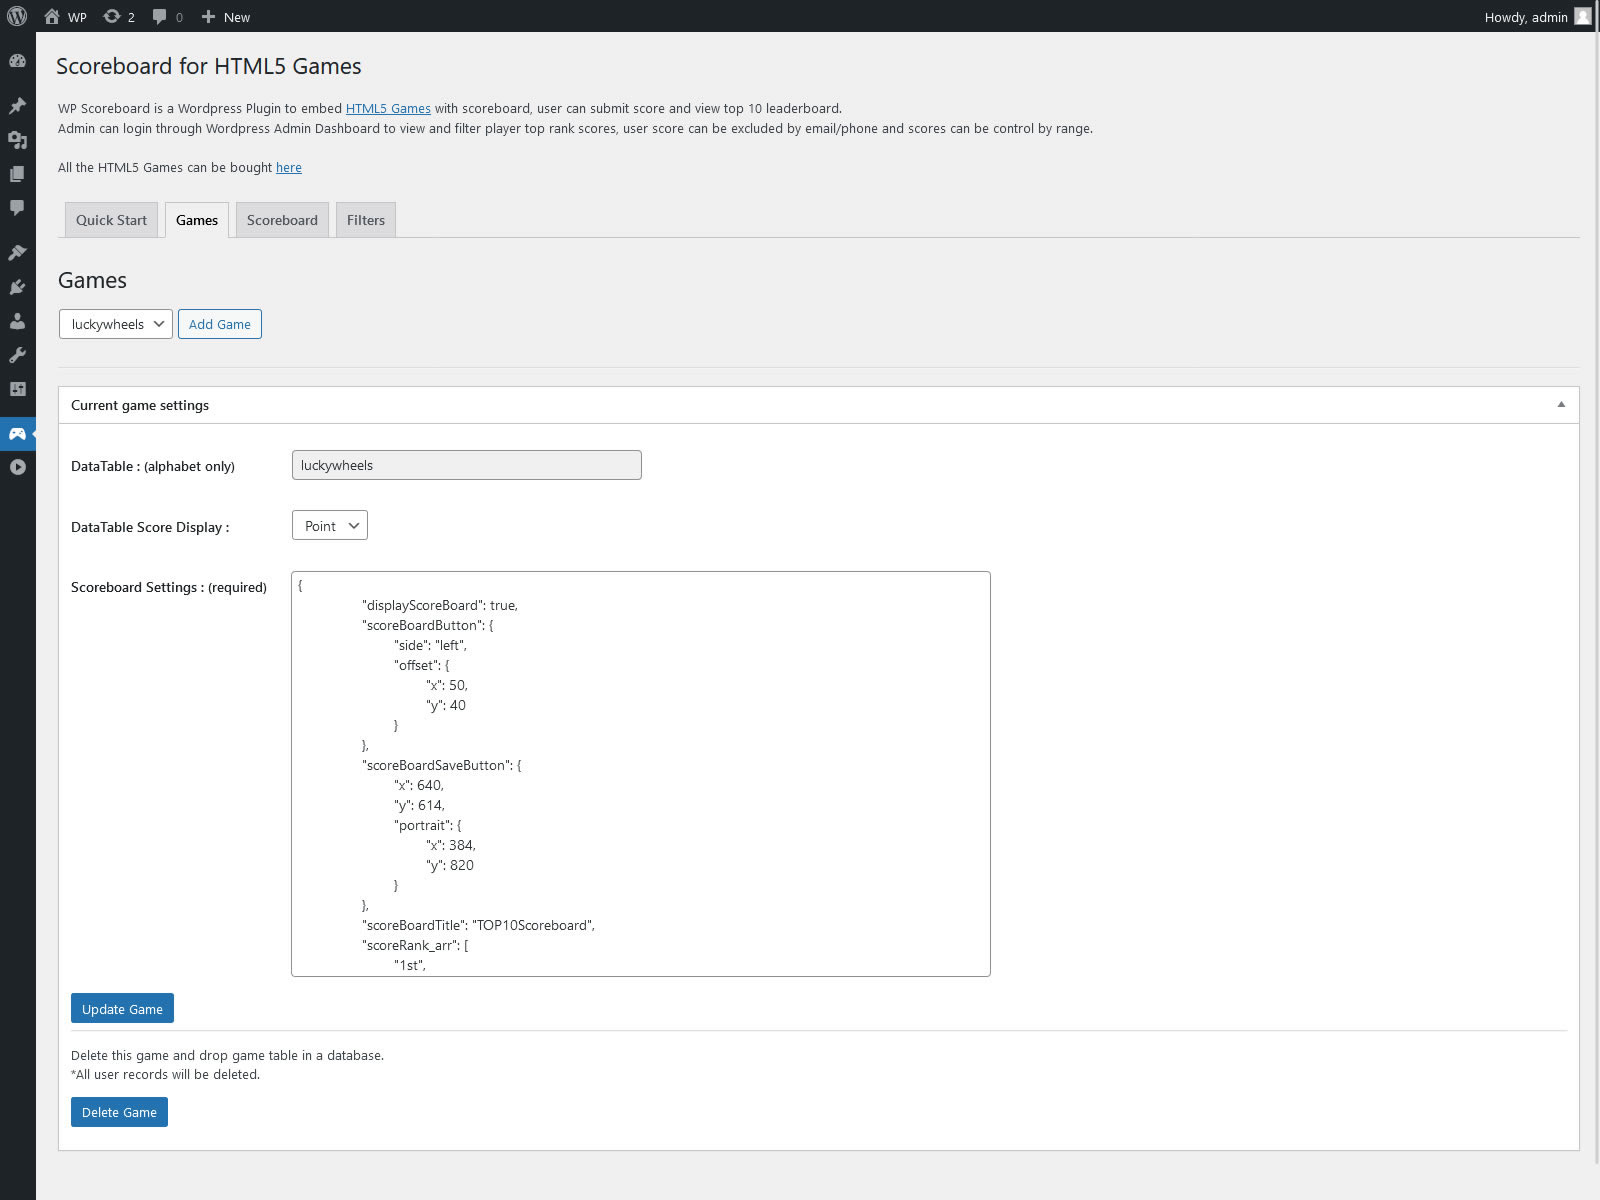 WP 2 0 New Howdy, admin
Scoreboard for HTML5 Games
WP Scoreboard is a Wordpress Plugin to embed HTML5 Games with scoreboard, user can submit score and view top 10 leaderboard.
Admin can login through Wordpress Admin Dashboard to view and filter player top rank scores, user score can be excluded by email/phone and scores can be control by range.
All the HTML5 Games can be bought here
Quick Start Games Scoreboard Filters
Games
luckywheels Add Game
Current game settings
DataTable : (alphabet only) luckywheels
DataTable Score Display : Point
Scoreboard Settings : (required) {
"displayScoreBoard": true,
"scoreBoardButton": {
"side": "left",
"offset": {
"x": 50,
"y": 40
}
},
"scoreBoardSaveButton": {
"x": 640,
"y": 614,
"portrait": {
"x": 384,
"y": 820
}
},
"scoreBoardTitle": "TOP10Scoreboard",
"scoreRank_arr": [
"1st",
Update Game
Delete this game and drop game table in a database.
*All user records will be deleted.
Delete Game